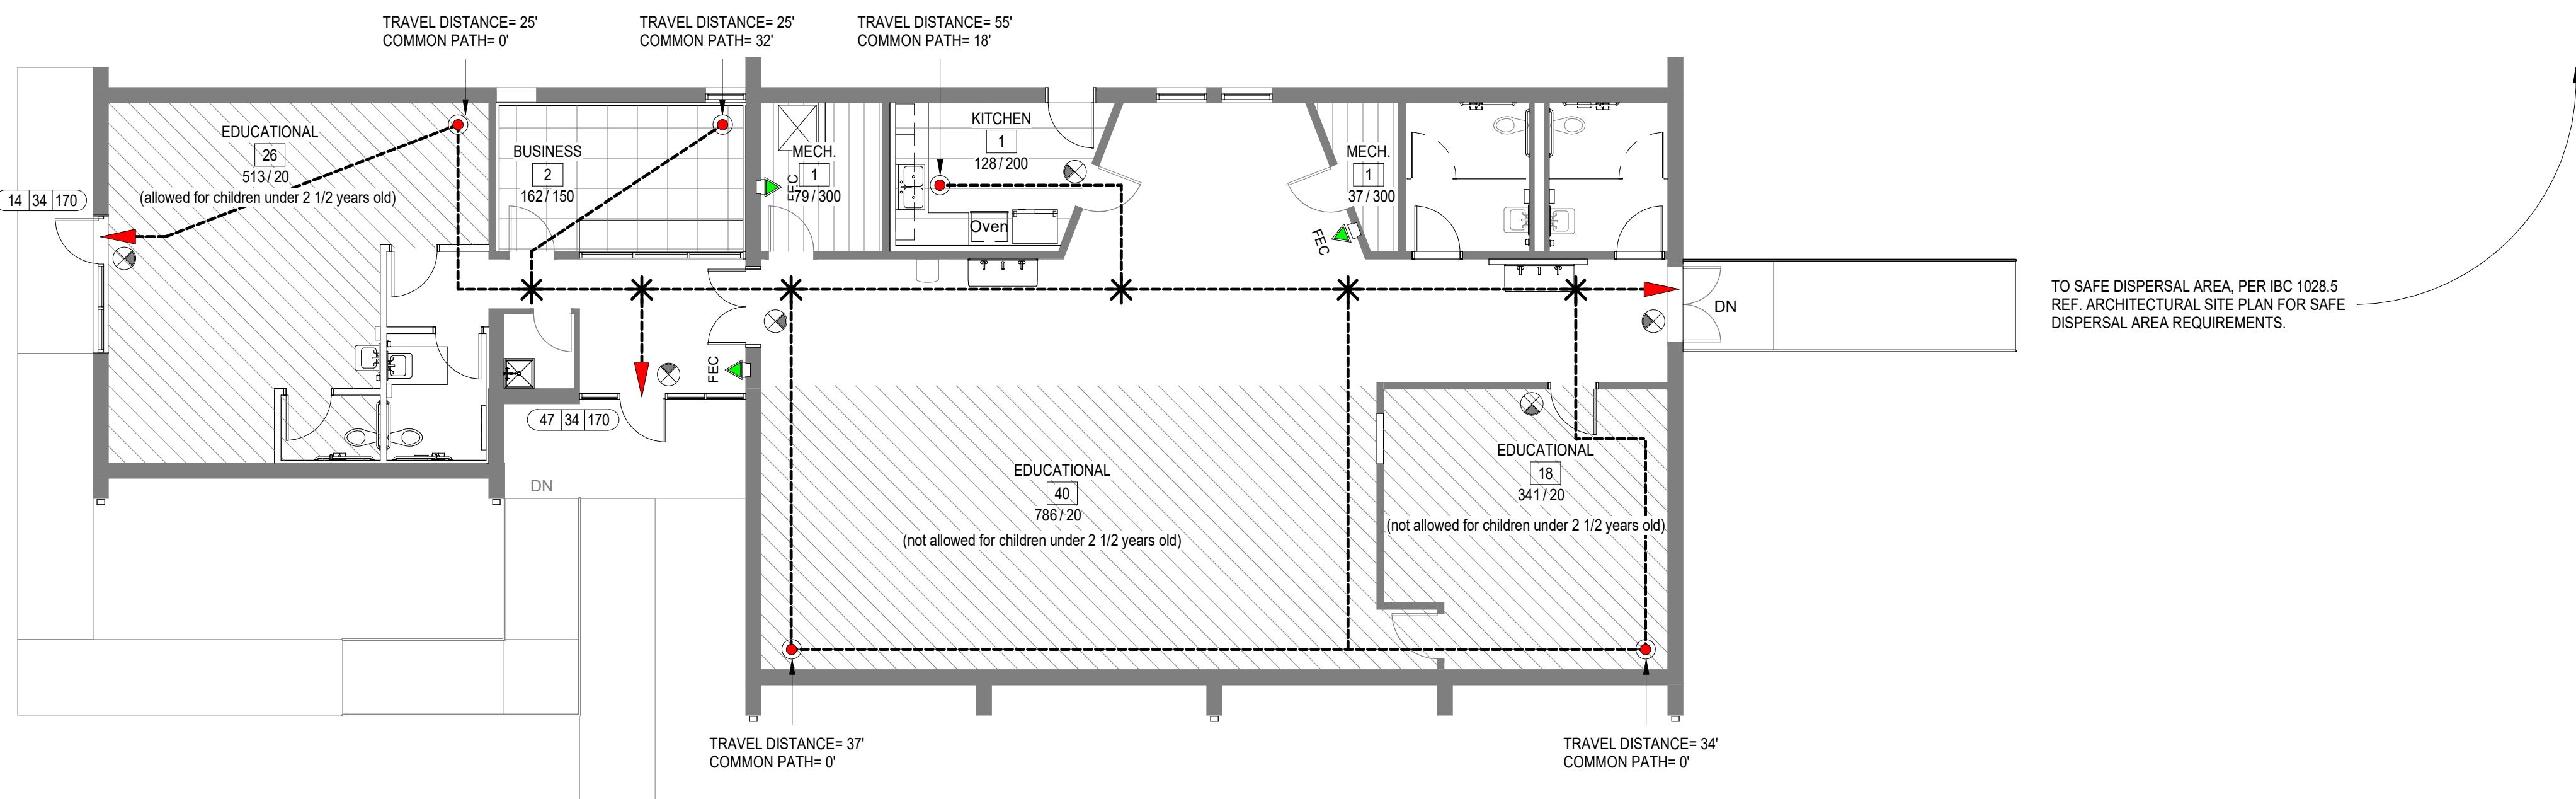 TRAVEL DISTANCE= 25'
COMMON PATH= 0'
TRAVEL DISTANCE= 25'
COMMON PATH= 32'
TRAVEL DISTANCE= 55'
COMMON PATH= 18'
EDUCATIONAL
26
513 / 20
(allowed for children under 2 1/2 years old)
14 34 170
BUSINESS
2
162 / 150
MECH.
1
79 / 300
FEC
KITCHEN
1
128 / 200
Oven
MECH.
1
37 / 300
FEC
DN
TO SAFE DISPERSAL AREA, PER IBC 1028.5
REF. ARCHITECTURAL SITE PLAN FOR SAFE
DISPERSAL AREA REQUIREMENTS.
FEC
47 34 170
DN
EDUCATIONAL
40
786 / 20
(not allowed for children under 2 1/2 years old)
EDUCATIONAL
18
341 / 20
(not allowed for children under 2 1/2 years old)
TRAVEL DISTANCE= 37'
COMMON PATH= 0'
TRAVEL DISTANCE= 34'
COMMON PATH= 0'